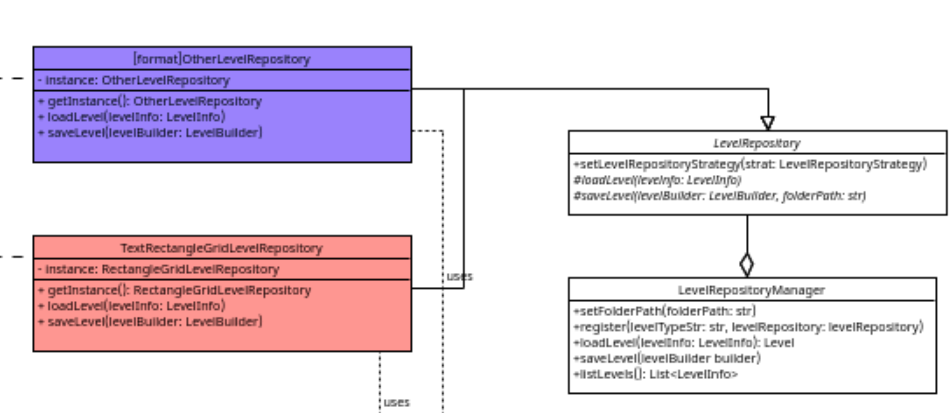 [format]OtherLevelRepository
- instance: OtherLevelRepository
+ getInstance(): OtherLevelRepository
+ loadLevel(levelInfo: LevelInfo)
+ saveLevel(levelBuilder: LevelBuilder)
TextRectangleGridLevelRepository
- instance: RectangleGridLevelRepository
+ getInstance(): RectangleGridLevelRepository
+ loadLevel(levelInfo: LevelInfo)
+ saveLevel(levelBuilder: LevelBuilder)
uses
uses
LevelRepository
+setLevelRepositoryStrategy(strat: LevelRepositoryStrategy)
#loadLevel(levelnfo: LevelInfo)
#saveLevel(levelBuilder: LevelBuilder, folderPath: str)
LevelRepositoryManager
+setFolderPath(folderPath: str)
+register(levelTypeStr: str, levelRepository: levelRepository)
+loadLevel(levelInfo: LevelInfo): Level
+saveLevel(levelBuilder builder)
+listLevels(): List<LevelInfo>